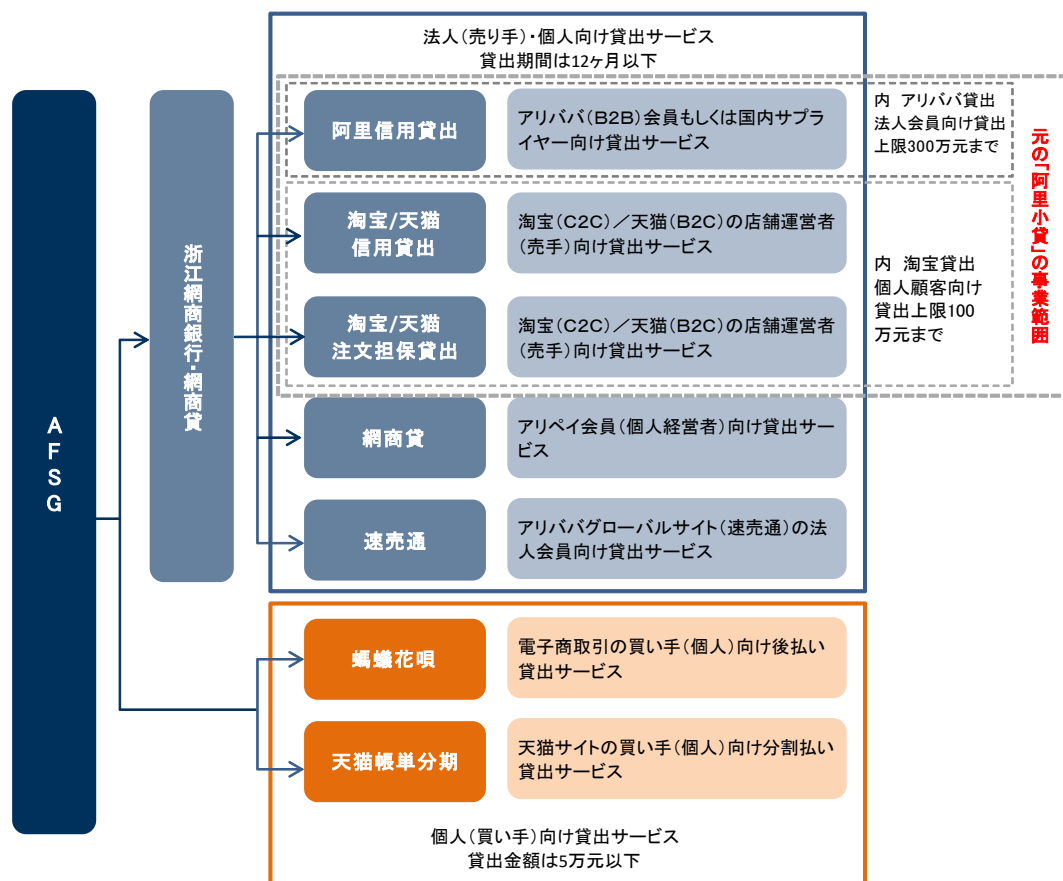 法人(売り手)・個人向け貸出サービス
貸出期間は12ヶ月以下
AFSG
浙江網商銀行・網商貸
阿里信用貸出
アリババ(B2B)会員もしくは国内サプラ
イヤー向け貸出サービス
内 アリババ貸出
法人会員向け貸出
上限300万元まで
元の「阿里小貸」の事業範囲
淘宝/天猫
信用貸出
淘宝(C2C)/天猫(B2C)の店舗運営者
(売手)向け貸出サービス
内 淘宝貸出
個人顧客向け
貸出上限100
万元まで
淘宝/天猫
注文担保貸出
淘宝(C2C)/天猫(B2C)の店舗運営者
(売手)向け貸出サービス
網商貸
アリペイ会員(個人経営者)向け貸出サー
ビス
速売通
アリババグローバルサイト(速売通)の法
人会員向け貸出サービス
螞蟻花唄
電子商取引の買い手(個人)向け後払い
貸出サービス
天猫帳単分期
天猫サイトの買い手(個人)向け分割払い
貸出サービス
個人(買い手)向け貸出サービス
貸出金額は5万元以下